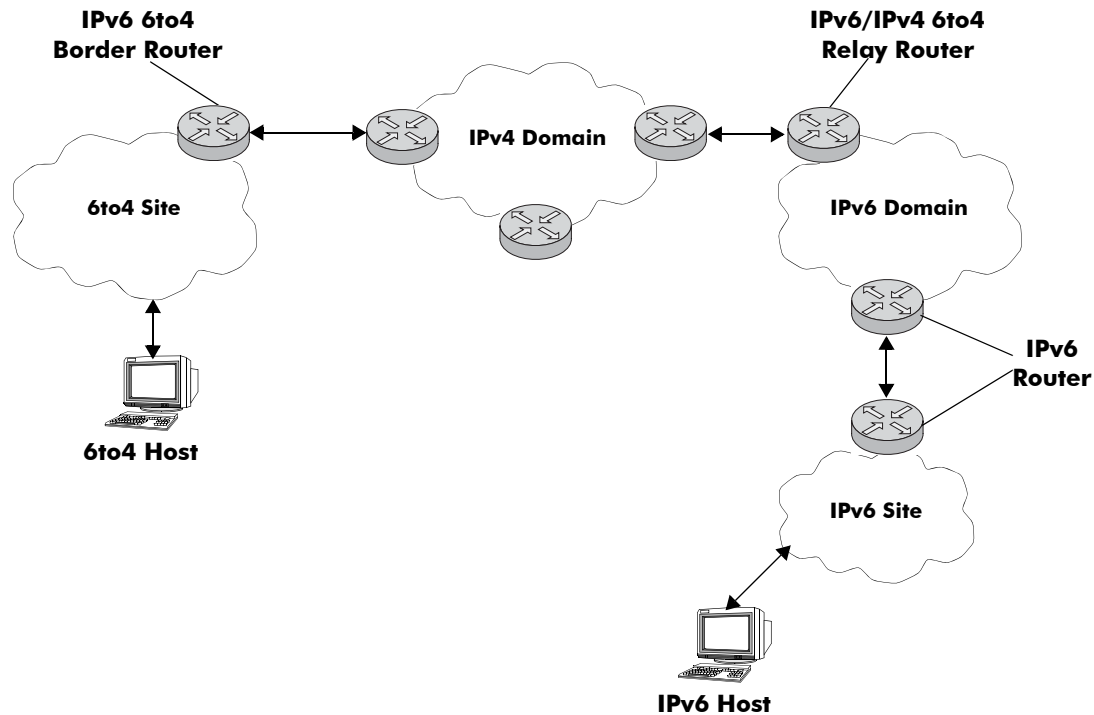 IPv6 6to4
Border Router
IPv6/IPv4 6to4
Relay Router
IPv4 Domain
6to4 Site
IPv6 Domain
IPv6
Router
6to4 Host
IPv6 Site
IPv6 Host